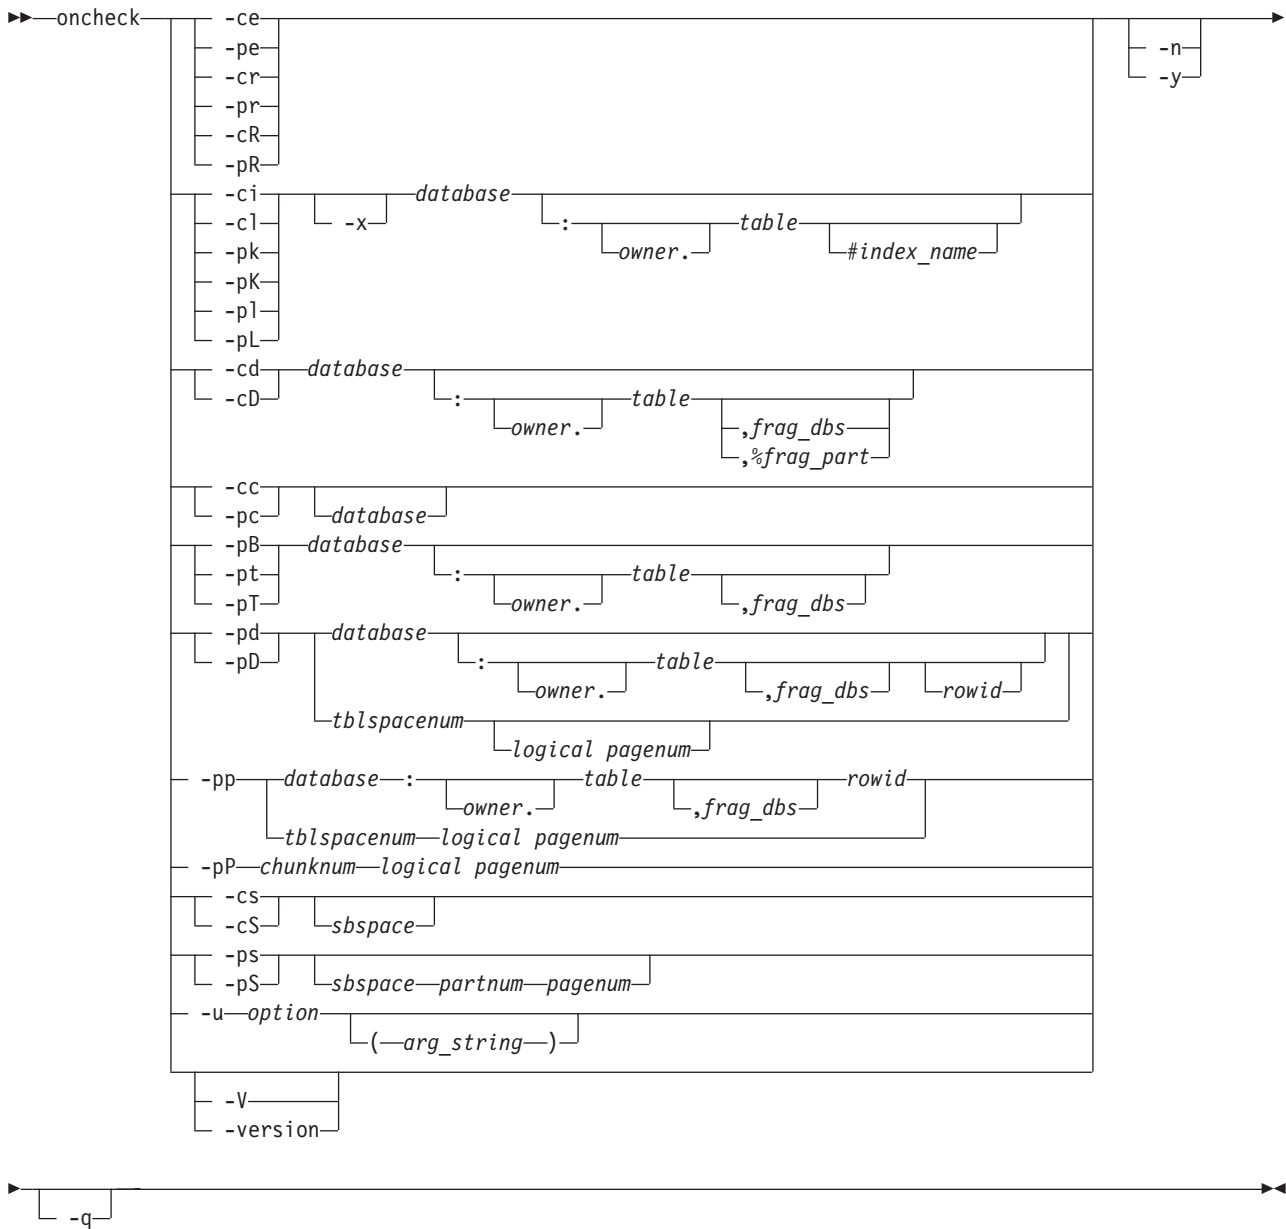 oncheck -ce
-pe -n
-cr -y
-pr
-cR
-pR
-ci database
-cl -x : table
-pk owner. #index_name
-pK
-pl
-pL
-cd database
-cD : table
owner. ,frag_dbs
,%frag_part
-cc
-pc database
-pB database
-pt : table
-pT owner. ,frag_dbs
-pd database
-pD : table
owner. ,frag_dbs rowid
tblspacenum
logical pagenum
-pp database : table rowid
owner. ,frag_dbs
tblspacenum logical pagenum
-pP chunknum logical pagenum
-cs
-cS sbspace
-ps
-pS sbspace partnum pagenum
-u option
( arg_string )
-V
-version
-q